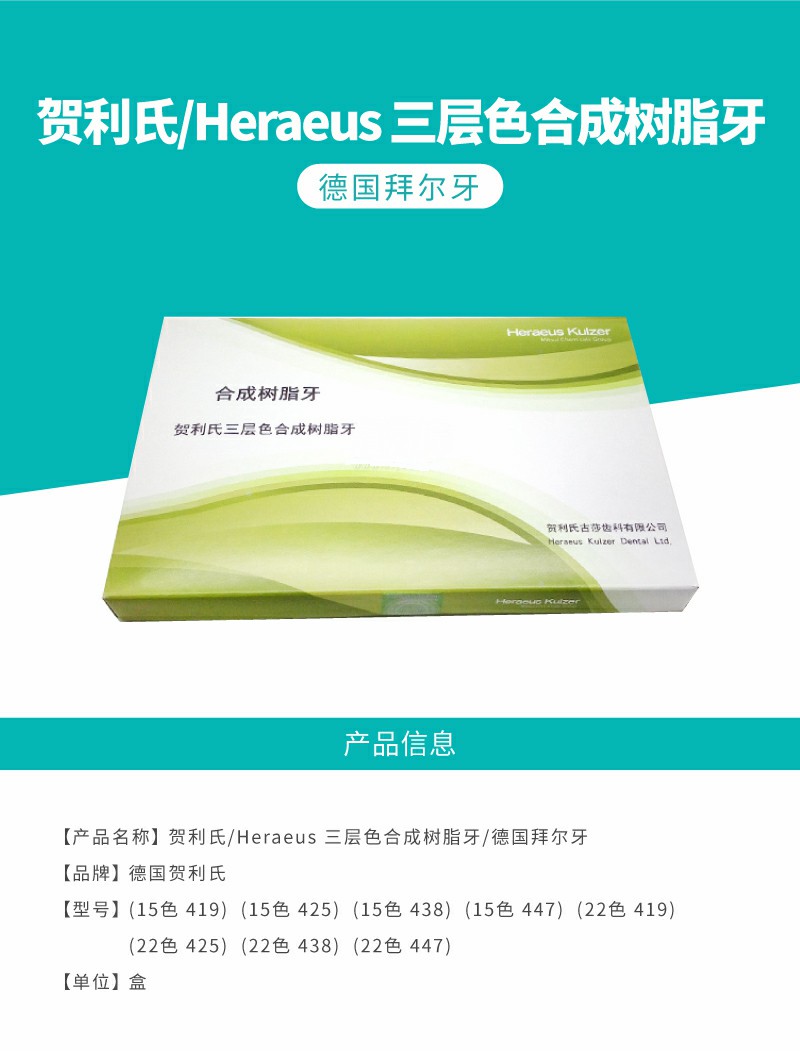 贺利氏/Heraeus 三层色合成树脂牙
德国拜尔牙
Heraeus Kulzer
Mitsui Chemicals Group
合成树脂牙
贺利氏三层色合成树脂牙
贺利氏古莎齿科有限公司
Heraeus Kulzer Dental Ltd.
Heraeus Kulzer
产品信息
【产品名称】贺利氏/Heraeus 三层色合成树脂牙/德国拜尔牙
【品牌】德国贺利氏
【型号】(15色 419) (15色 425) (15色 438) (15色 447) (22色 419)
(22色 425) (22色 438) (22色 447)
【单位】盒